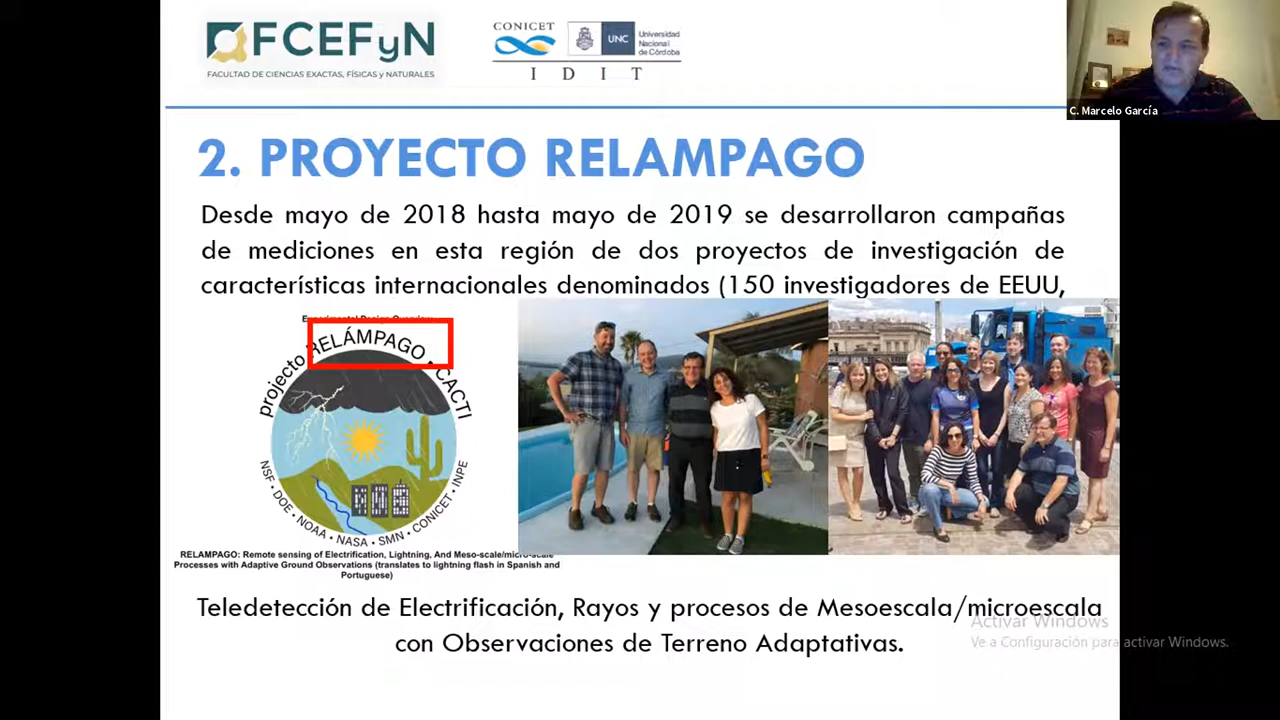 FCEFyN
FACULTAD DE CIENCIAS EXACTAS, FÍSICAS y NATURALES
CONICET
UNC
Universidad
Nacional
de Córdoba
I D I T
C. Marcelo García
2. PROYECTO RELAMPAGO
Desde mayo de 2018 hasta mayo de 2019 se desarrollaron campañas
de mediciones en esta región de dos proyectos de investigación de
características internacionales denominados (150 investigadores de EEUU,
proyecto RELÁMPAGO • CACTI
NSF • DOE • NOAA • NASA • SMN • CONICET • INPE
RELAMPAGO: Remote sensing of Electrification, Lightning, And Meso-scale/micro-scale
Processes with Adaptive Ground Observations (translates to lightning flash in Spanish and
Portuguese)
Teledetección de Electrificación, Rayos y procesos de Mesoescala/microescala
con Observaciones de Terreno Adaptativas.
Activar Windows
Ve a Configuración para activar Windows.